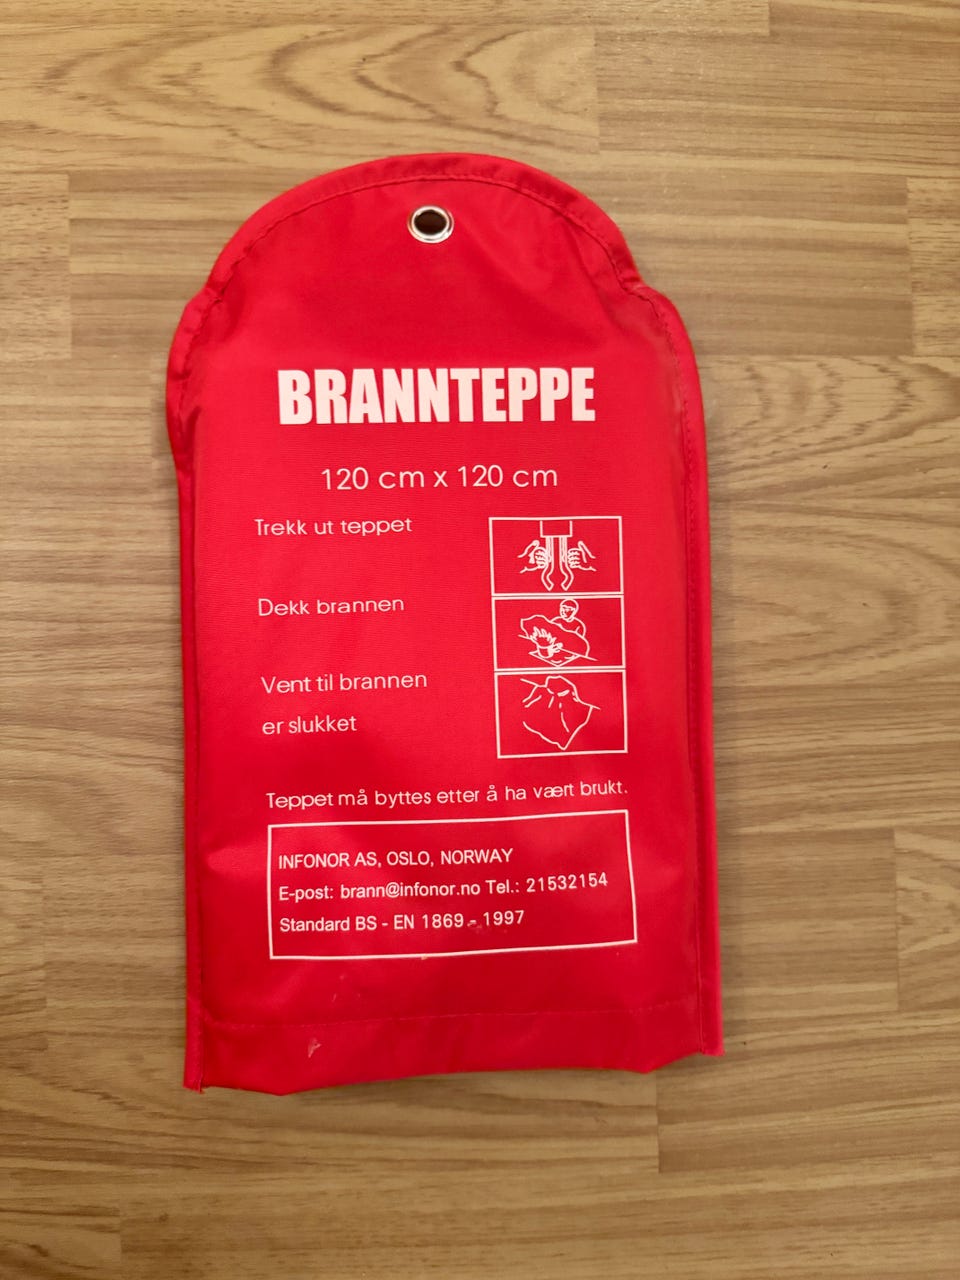 BRANNTEPPE
120 cm x 120 cm
Trekk ut teppet
Dekk brannen
Vent til brannen
er slukket
Teppet må byttes etter å ha vært brukt.
INFONOR AS, OSLO, NORWAY
E-post: brann@infonor.no Tel.: 21532154
Standard BS - EN 1869 - 1997